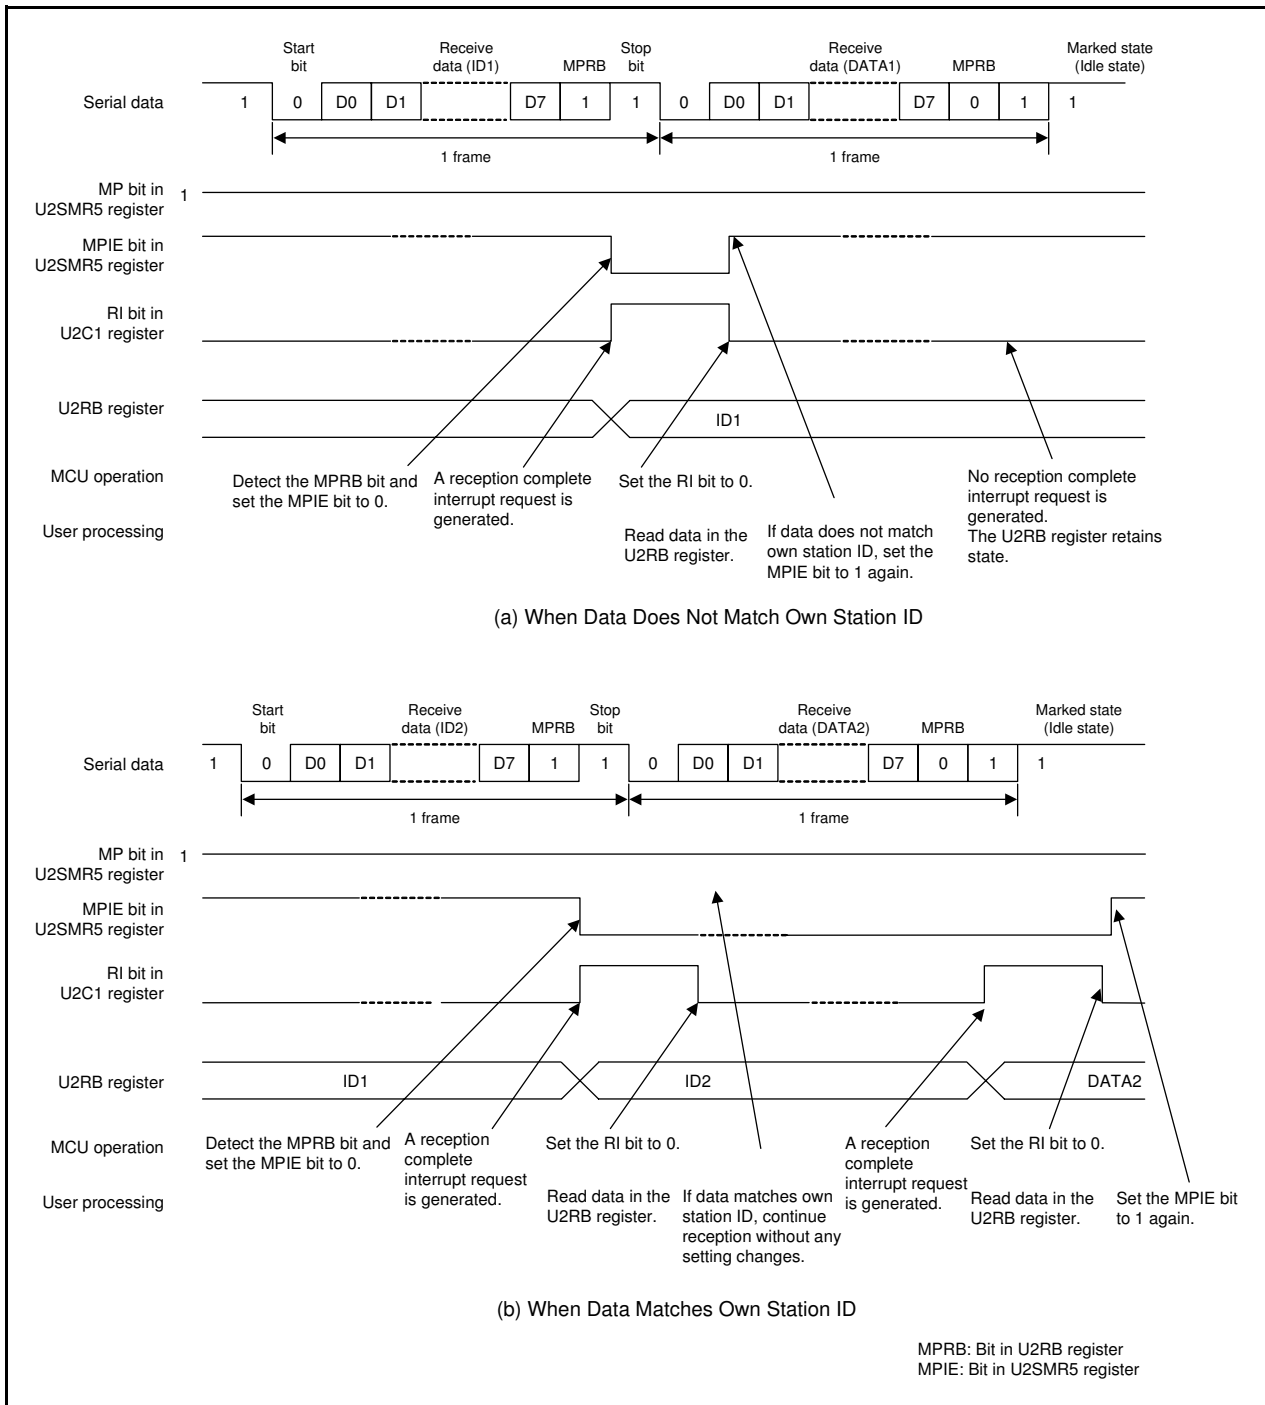 Start bit
Receive data (ID1)
MPRB
Stop bit
Receive data (DATA1)
MPRB
Marked state (Idle state)
Serial data
1 0 D0 D1 D7 1 1 0 D0 D1 D7 0 1 1
1 frame
1 frame
MP bit in
U2SMR5 register
1
MPIE bit in
U2SMR5 register
RI bit in
U2C1 register
U2RB register
ID1
MCU operation
Detect the MPRB bit and
set the MPIE bit to 0.
A reception complete
interrupt request is
generated.
Set the RI bit to 0.
No reception complete
interrupt request is
generated.
The U2RB register retains
state.
User processing
Read data in the
U2RB register.
If data does not match
own station ID, set the
MPIE bit to 1 again.
(a) When Data Does Not Match Own Station ID
Start bit
Receive data (ID2)
MPRB
Stop bit
Receive data (DATA2)
MPRB
Marked state (Idle state)
Serial data
1 0 D0 D1 D7 1 1 0 D0 D1 D7 0 1 1
1 frame
1 frame
MP bit in
U2SMR5 register
1
MPIE bit in
U2SMR5 register
RI bit in
U2C1 register
U2RB register
ID1
ID2
DATA2
MCU operation
Detect the MPRB bit and
set the MPIE bit to 0.
A reception
complete
interrupt request
is generated.
Set the RI bit to 0.
A reception
complete
interrupt request
is generated.
Set the RI bit to 0.
User processing
Read data in the
U2RB register.
If data matches own
station ID, continue
reception without any
setting changes.
Read data in the
U2RB register.
Set the MPIE bit
to 1 again.
(b) When Data Matches Own Station ID
MPRB: Bit in U2RB register
MPIE: Bit in U2SMR5 register